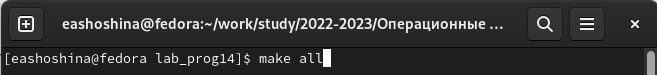 eashoshina@fedora:~/work/study/2022-2023/Операционные ...
[eashoshina@fedora lab_prog14]$ make all